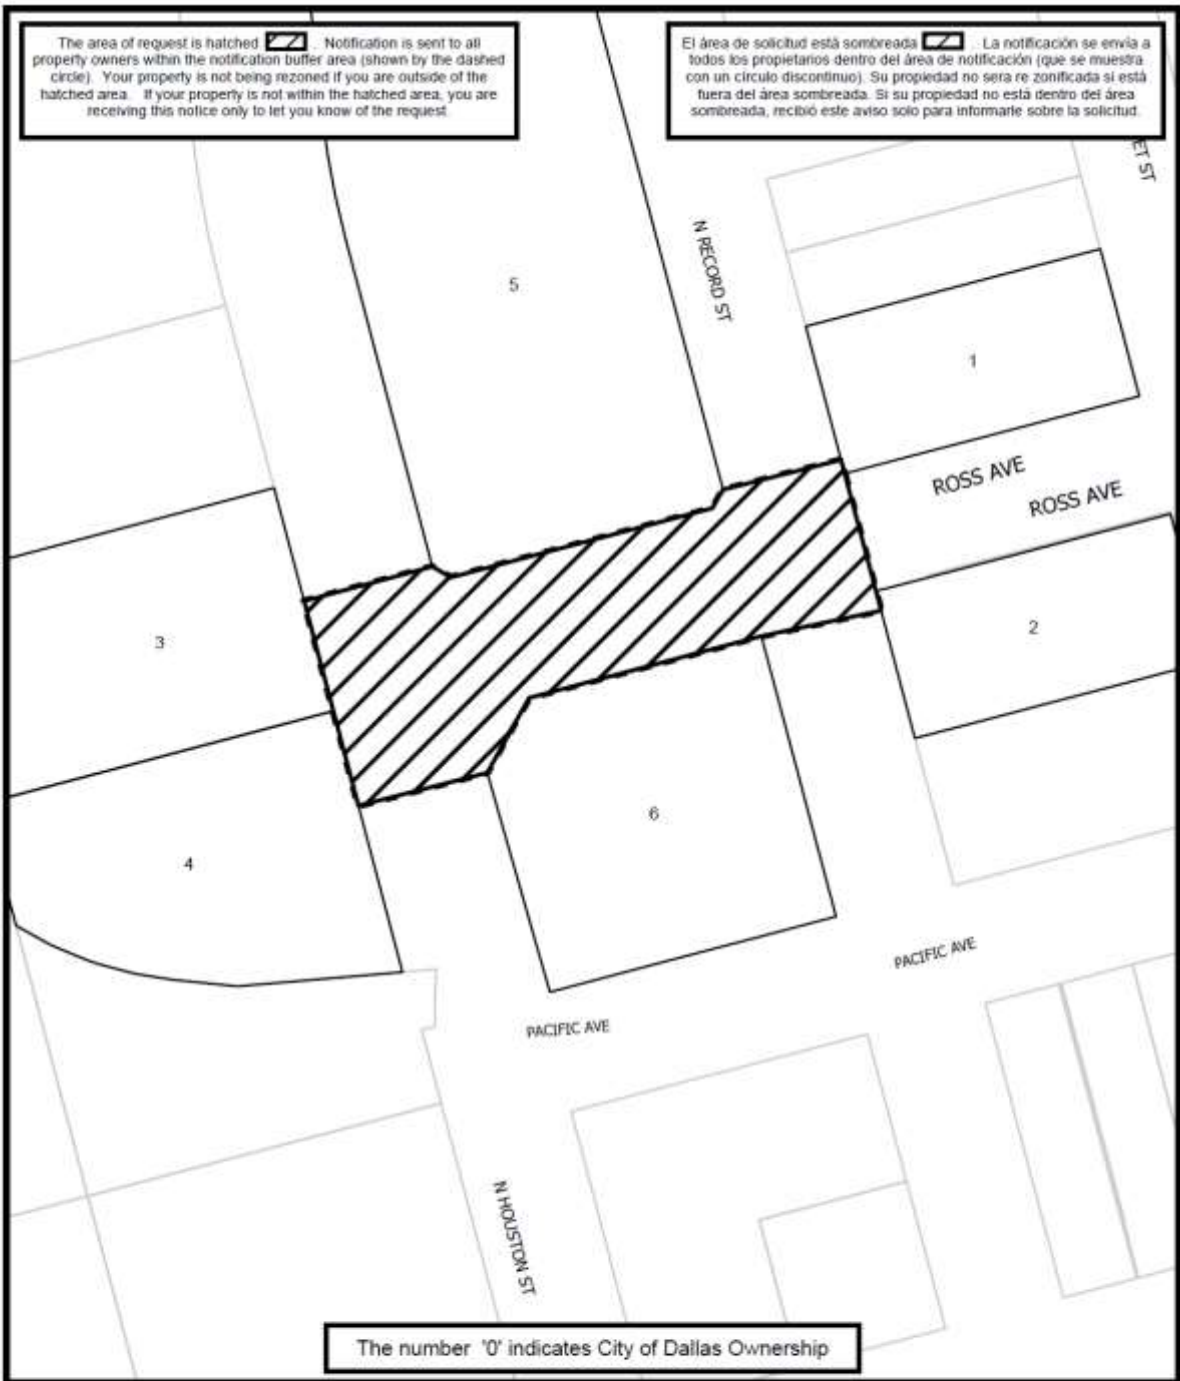 The area of request is hatched . Notification is sent to all
property owners within the notification buffer area (shown by the dashed
circle). Your property is not being rezoned if you are outside of the
hatched area. If your property is not within the hatched area, you are
receiving this notice only to let you know of the request.
El área de solicitud está sombreada . La notificación se envía a
todos los propietarios dentro del área de notificación (que se muestra
con un círculo discontinuo). Su propiedad no sera re zonificada si está
fuera del área sombreada. Si su propiedad no está dentro del área
sombreada, recibió este aviso solo para informarle sobre la solicitud.
ET ST
N RECORD ST
5
1
ROSS AVE
ROSS AVE
3
2
6
4
PACIFIC AVE
PACIFIC AVE
N HOUSTON ST
The number '0' indicates City of Dallas Ownership